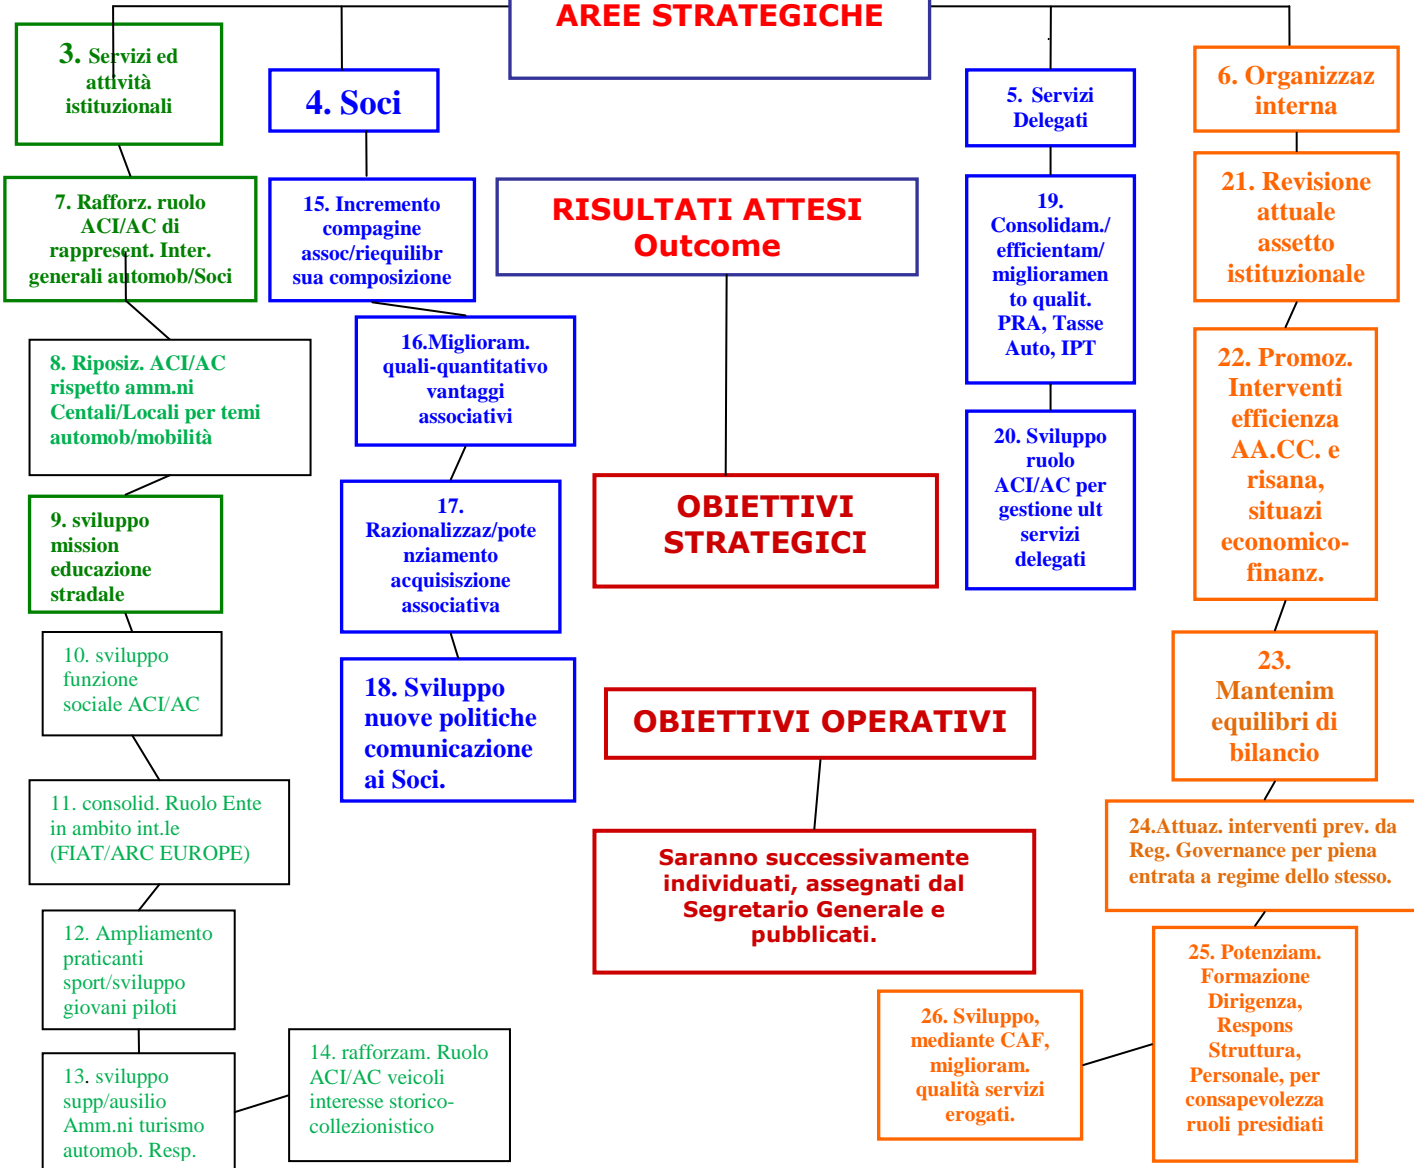 AREE STRATEGICHE
3. Servizi ed
attività
istituzionali
4. Soci
5. Servizi
Delegati
6. Organizzaz
interna
7. Rafforz. ruolo
ACI/AC di
rappresent. Inter.
generali automob/Soci
15. Incremento
compagine
assoc/riequilibr
sua composizione
RISULTATI ATTESI
Outcome
19.
Consolidam./
efficientam/
miglioramen
to qualit.
PRA, Tasse
Auto, IPT
21. Revisione
attuale
assetto
istituzionale
8. Riposiz. ACI/AC
rispetto amm.ni
Centali/Locali per temi
automob/mobilità
16.Miglioram.
quali-quantitativo
vantaggi
associativi
22. Promoz.
Interventi
efficienza
AA.CC. e
risana,
situazi
economico-
finanz.
20. Sviluppo
ruolo
ACI/AC per
gestione ult
servizi
delegati
9. sviluppo
mission
educazione
stradale
17.
Razionalizzaz/pote
nziamento
acquisiszione
associativa
OBIETTIVI
STRATEGICI
10. sviluppo
funzione
sociale ACI/AC
18. Sviluppo
nuove politiche
comunicazione
ai Soci.
OBIETTIVI OPERATIVI
23.
Mantenim
equilibri di
bilancio
11. consolid. Ruolo Ente
in ambito int.le
(FIAT/ARC EUROPE)
Saranno successivamente
individuati, assegnati dal
Segretario Generale e
pubblicati.
24.Attuaz. interventi prev. da
Reg. Governance per piena
entrata a regime dello stesso.
12. Ampliamento
praticanti
sport/sviluppo
giovani piloti
25. Potenziam.
Formazione
Dirigenza,
Respons
Struttura,
Personale, per
consapevolezza
ruoli presidiati
26. Sviluppo,
mediante CAF,
miglioram.
qualità servizi
erogati.
13. sviluppo
supp/ausilio
Amm.ni turismo
automob. Resp.
14. rafforzam. Ruolo
ACI/AC veicoli
interesse storico-
collezionistico